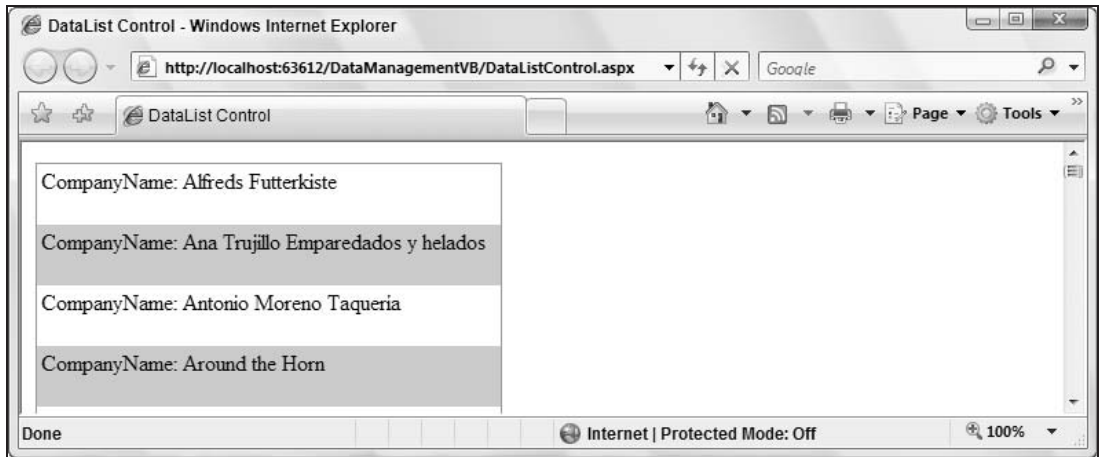 DataList Control - Windows Internet Explorer
http://localhost:63612/DataManagementVB/DataListControl.aspx
Google
DataList Control
Page
Tools
CompanyName: Alfreds Futterkiste
CompanyName: Ana Trujillo Emparedados y helados
CompanyName: Antonio Moreno Taqueria
CompanyName: Around the Horn
Done
Internet | Protected Mode: Off
100%